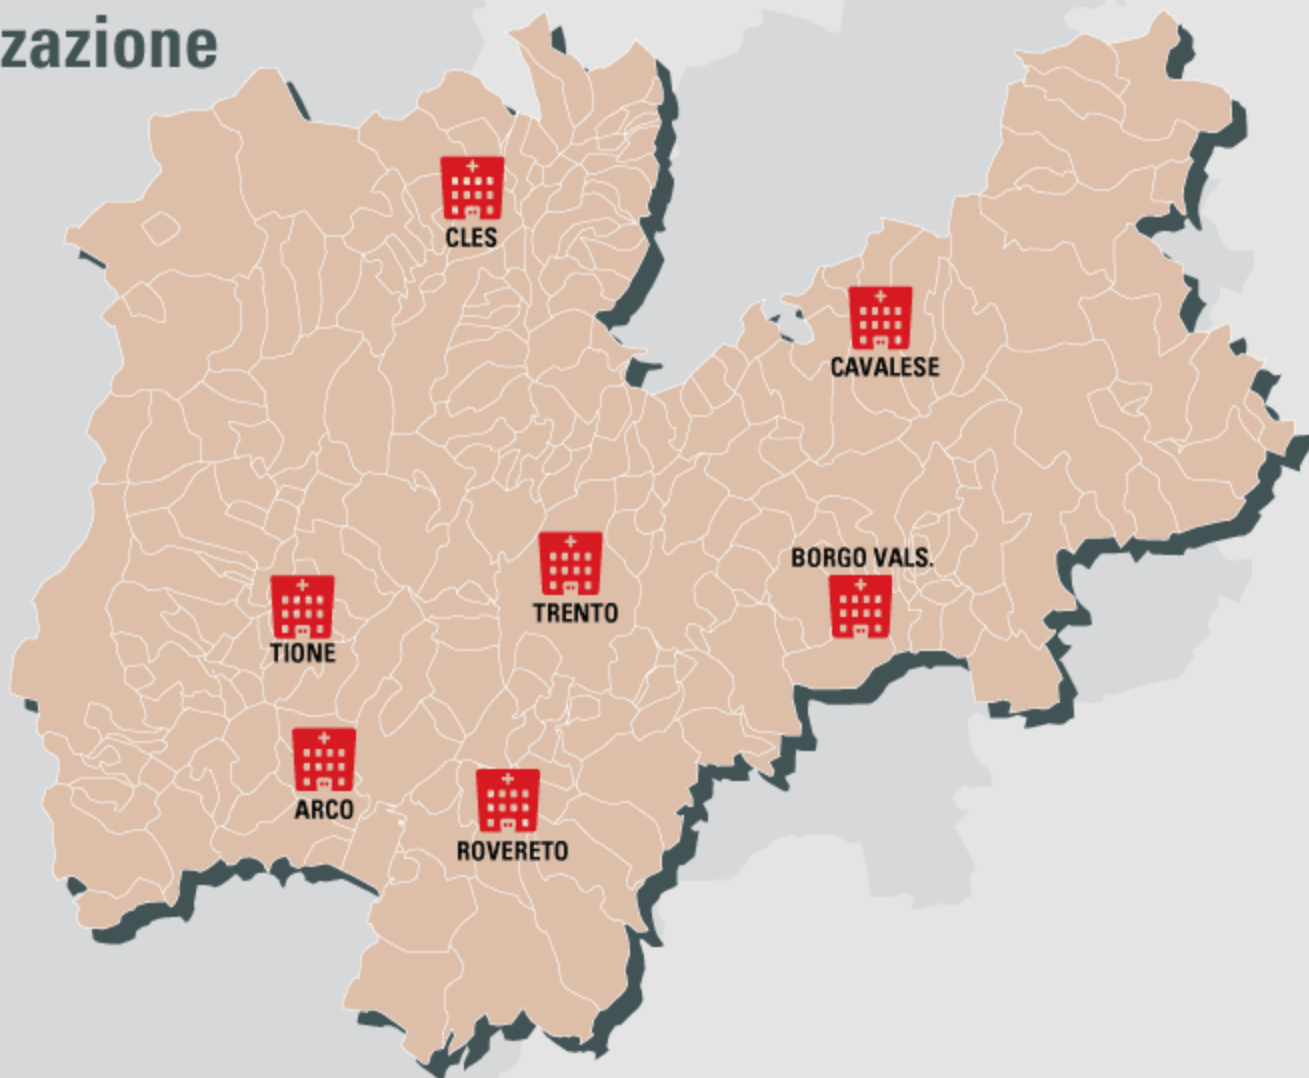 zazione
CLES
CAVALESE
BORGO VALS.
TRENTO
TIONE
ARCO
ROVERETO